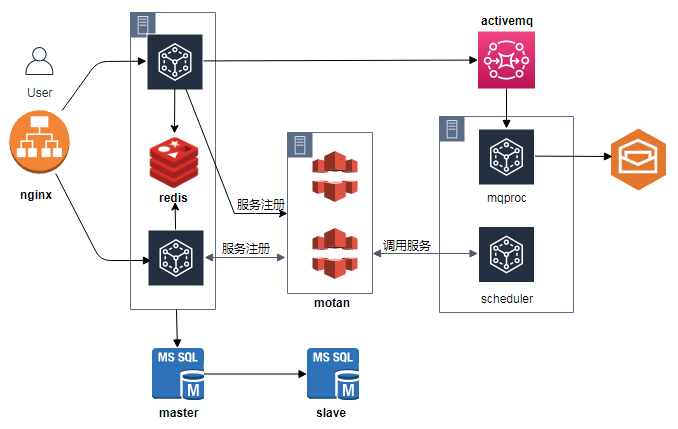 activemq
User
nginx
redis
服务注册
mqproc
服务注册
调用服务
motan
scheduler
MS SQL
M
master
MS SQL
M
slave